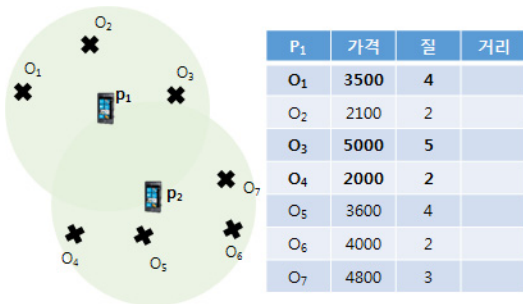 O₂
O₁
O₃
p₁
O₇
p₂
O₄
O₅
O₆
P₁ 가격 질 거리
O₁ 3500 4
O₂ 2100 2
O₃ 5000 5
O₄ 2000 2
O₅ 3600 4
O₆ 4000 2
O₇ 4800 3